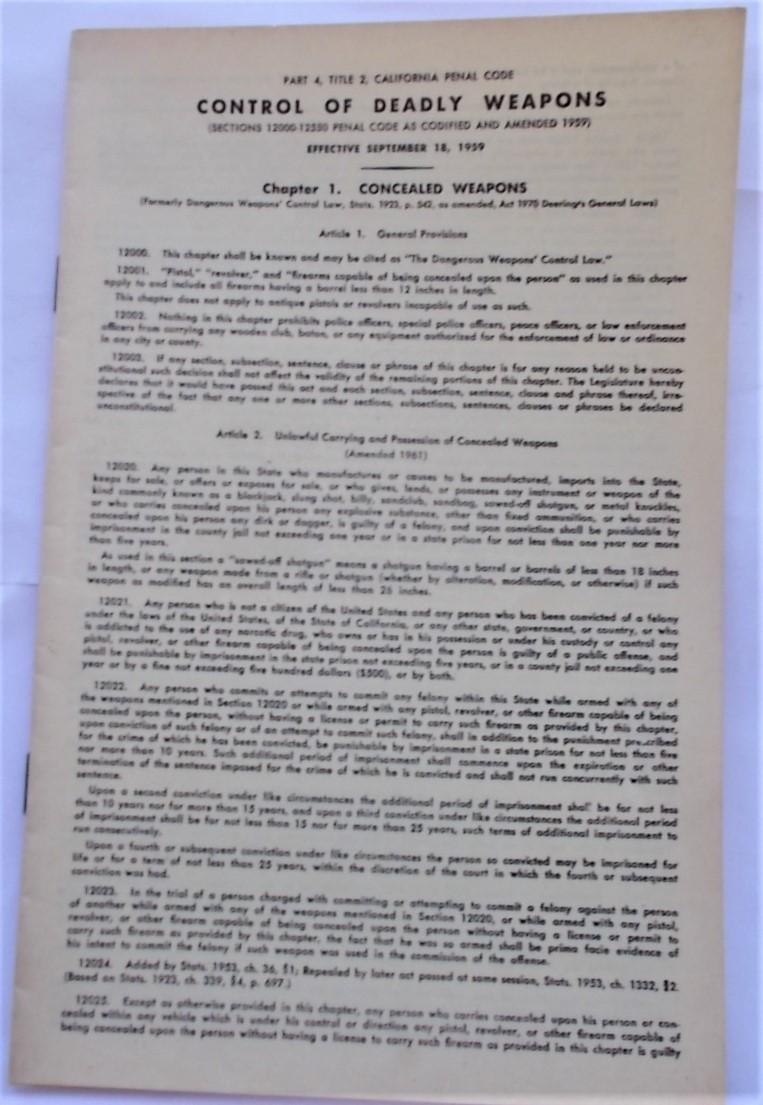 PART 4, TITLE 2, CALIFORNIA PENAL CODE
CONTROL OF DEADLY WEAPONS
(SECTIONS 12000-12550 PENAL CODE AS CODIFIED AND AMENDED 1959)
EFFECTIVE SEPTEMBER 18, 1959
Chapter 1. CONCEALED WEAPONS
(Formerly Dangerous Weapons' Control Law, Stats. 1923, p. 542, as amended, Act 1970 Deering's General Laws)
Article 1. General Provisions
12000. This chapter shall be known and may be cited as "The Dangerous Weapons' Control Law."
12001. "Pistol," "revolver," and "firearms capable of being concealed upon the person" as used in this chapter
apply to and include all firearms having a barrel less than 12 inches in length.
This chapter does not apply to antique pistols or revolvers incapable of use as such.
12002. Nothing in this chapter prohibits police officers, special police officers, peace officers, or law enforcement
officers from carrying any wooden club, baton, or any equipment authorized for the enforcement of law or ordinance
in any city or county.
12003. If any section, subsection, sentence, clause or phrase of this chapter is for any reason held to be uncon-
stitutional such decision shall not affect the validity of the remaining portions of this chapter. The Legislature hereby
declares that it would have passed this act and each section, subsection, sentence, clause and phrase thereof, irre-
spective of the fact that any one or more other sections, subsections, sentences, clauses or phrases be declared
unconstitutional.
Article 2. Unlawful Carrying and Possession of Concealed Weapons
(Amended 1961)
12020. Any person in this State who manufactures or causes to be manufactured, imports into the State,
keeps for sale, or offers or exposes for sale, or who gives, lends, or possesses any instrument or weapon of the
kind commonly known as a blackjack, slung shot, billy, sandclub, sandbag, sawed-off shotgun, or metal knuckles,
or who carries concealed upon his person any explosive substance, other than fixed ammunition, or who carries
concealed upon his person any dirk or dagger, is guilty of a felony, and upon conviction shall be punishable by
imprisonment in the county jail not exceeding one year or in a state prison for not less than one year nor more
than five years.
As used in this section a "sawed-off shotgun" means a shotgun having a barrel or barrels of less than 18 inches
in length, or any weapon made from a rifle or shotgun (whether by alteration, modification, or otherwise) if such
weapon as modified has an overall length of less than 26 inches.
12021. Any person who is not a citizen of the United States and any person who has been convicted of a felony
under the laws of the United States, of the State of California, or any other state, government, or country, or who
is addicted to the use of any narcotic drug, who owns or has in his possession or under his custody or control any
pistol, revolver, or other firearm capable of being concealed upon the person is guilty of a public offense, and
shall be punishable by imprisonment in the state prison not exceeding five years, or in a county jail not exceeding one
year or by a fine not exceeding five hundred dollars ($500), or by both.
12022. Any person who commits or attempts to commit any felony within this State while armed with any of
the weapons mentioned in Section 12020 or while armed with any pistol, revolver, or other firearm capable of being
concealed upon the person, without having a license or permit to carry such firearm as provided by this chapter,
upon conviction of such felony or of an attempt to commit such felony, shall in addition to the punishment prescribed
for the crime of which he has been convicted, be punishable by imprisonment in a state prison for not less than five
nor more than 10 years. Such additional period of imprisonment shall commence upon the expiration or other
termination of the sentence imposed for the crime of which he is convicted and shall not run concurrently with such
sentence.
Upon a second conviction under like circumstances the additional period of imprisonment shall be for not less
than 10 years nor for more than 15 years, and upon a third conviction under like circumstances the additional period
of imprisonment shall be for not less than 15 nor for more than 25 years, such terms of additional imprisonment to
run consecutively.
Upon a fourth or subsequent conviction under like circumstances the person so convicted may be imprisoned for
life or for a term of not less than 25 years, within the discretion of the court in which the fourth or subsequent
conviction was had.
12023. In the trial of a person charged with committing or attempting to commit a felony against the person
of another while armed with any of the weapons mentioned in Section 12020, or while armed with any pistol,
revolver, or other firearm capable of being concealed upon the person without having a license or permit to
carry such firearm as provided by this chapter, the fact that he was so armed shall be prima facie evidence of
his intent to commit the felony if such weapon was used in the commission of the offense.
12024. Added by Stats. 1953, ch. 36, §1; Repealed by later act passed at same session, Stats. 1953, ch. 1332, §2.
(Based on Stats. 1923, ch. 339, §4, p. 697.)
12025. Except as otherwise provided in this chapter, any person who carries concealed upon his person or con-
cealed within any vehicle which is under his control or direction any pistol, revolver, or other firearm capable of
being concealed upon the person without having a license to carry such firearm as provided in this chapter is guilty